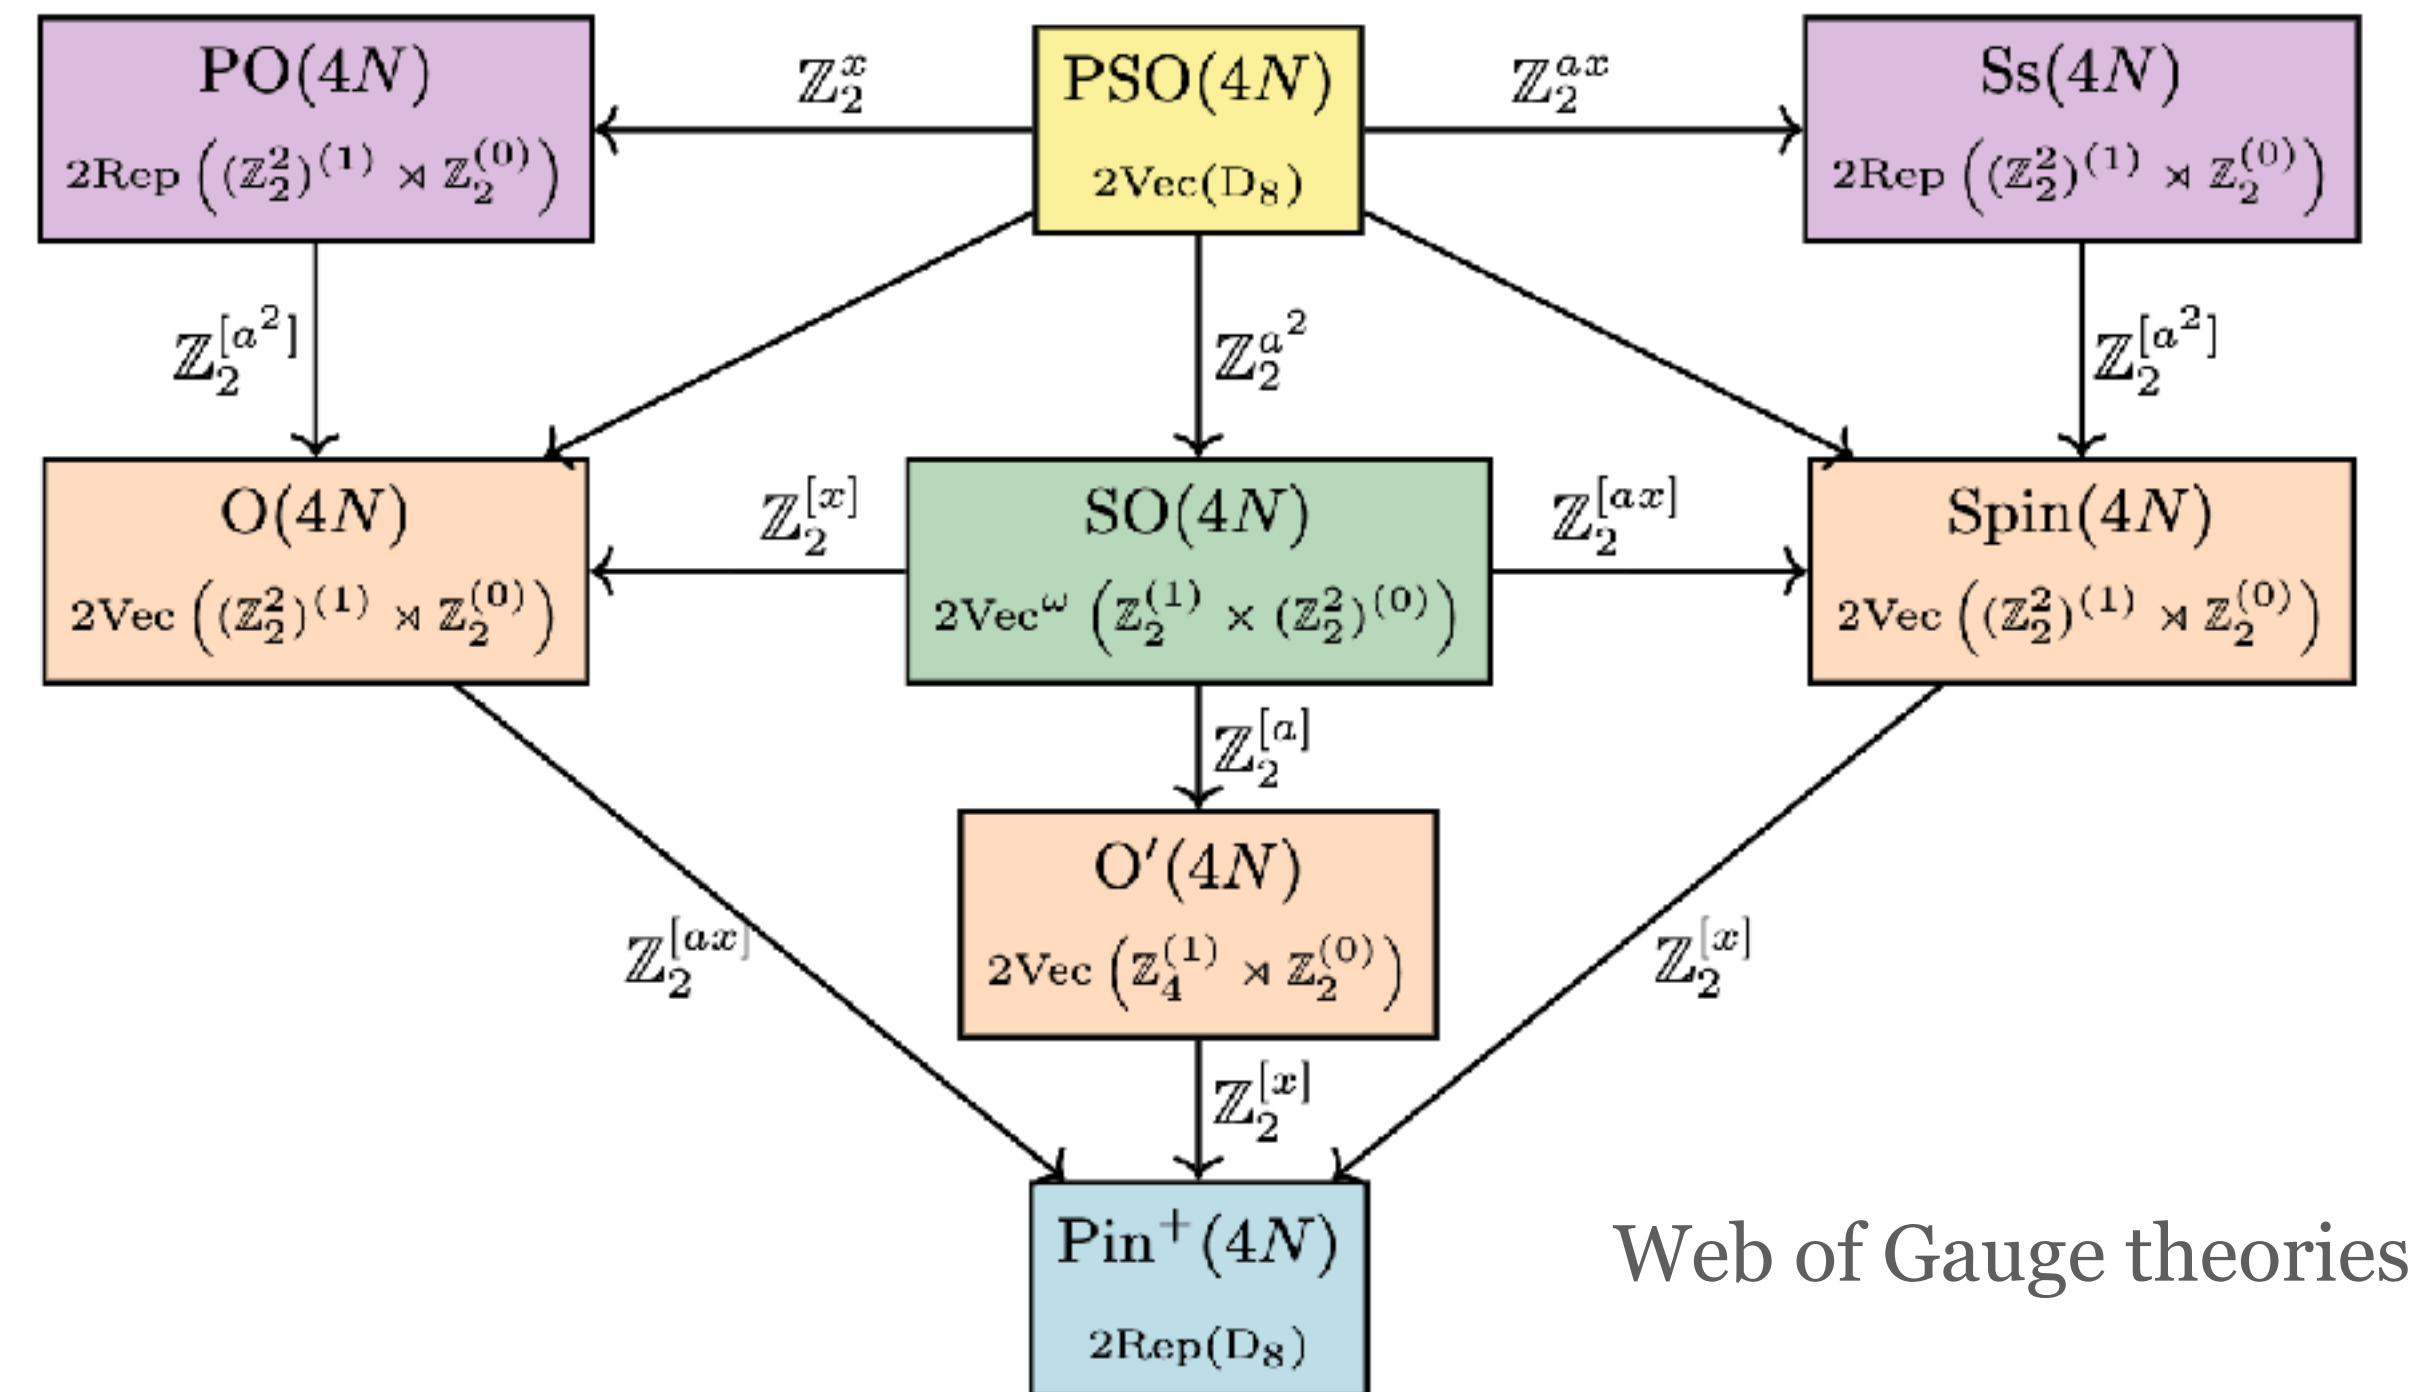 PO(4N)
2Rep ((ℤ₂²)⁽¹⁾ ⋊ ℤ₂⁽⁰⁾)
ℤ₂ˣ
PSO(4N)
2Vec(D₈)
ℤ₂ᵃˣ
Ss(4N)
2Rep ((ℤ₂²)⁽¹⁾ ⋊ ℤ₂⁽⁰⁾)
ℤ₂^[a²]
ℤ₂^a²
ℤ₂^[a²]
O(4N)
2Vec ((ℤ₂²)⁽¹⁾ ⋊ ℤ₂⁽⁰⁾)
ℤ₂^[x]
SO(4N)
2Vec^ω (ℤ₂⁽¹⁾ × (ℤ₂²)⁽⁰⁾)
ℤ₂^[ax]
Spin(4N)
2Vec ((ℤ₂²)⁽¹⁾ ⋊ ℤ₂⁽⁰⁾)
ℤ₂^[a]
O′(4N)
2Vec (ℤ₄⁽¹⁾ ⋊ ℤ₂⁽⁰⁾)
ℤ₂^[ax]
ℤ₂^[x]
ℤ₂^[x]
Pin⁺(4N)
2Rep(D₈)
Web of Gauge theories